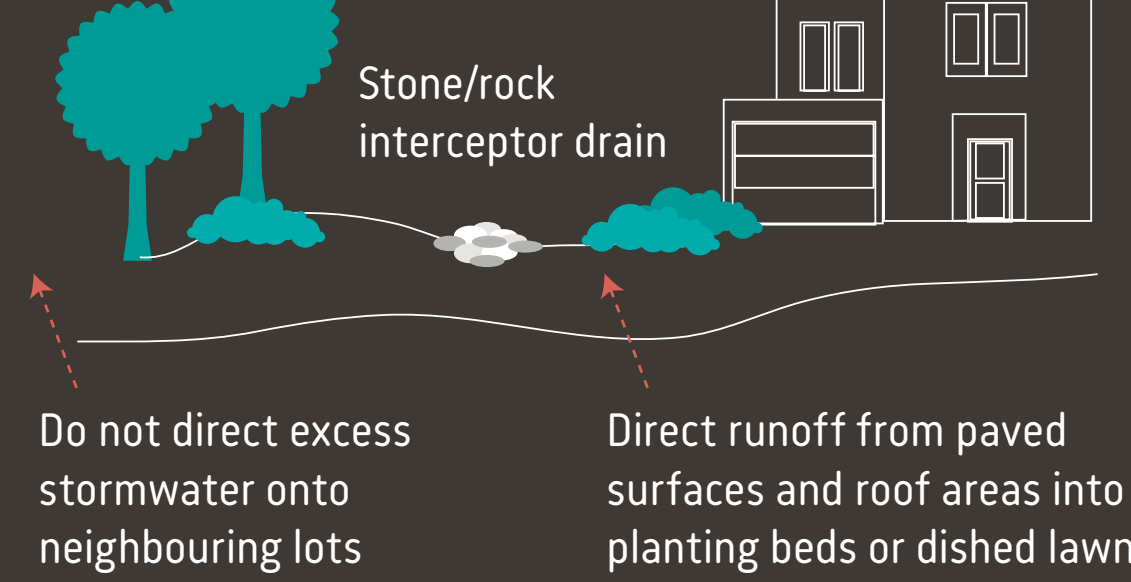 Stone/rock
interceptor drain
Do not direct excess
stormwater onto
neighbouring lots
Direct runoff from paved
surfaces and roof areas into
planting beds or dished lawn